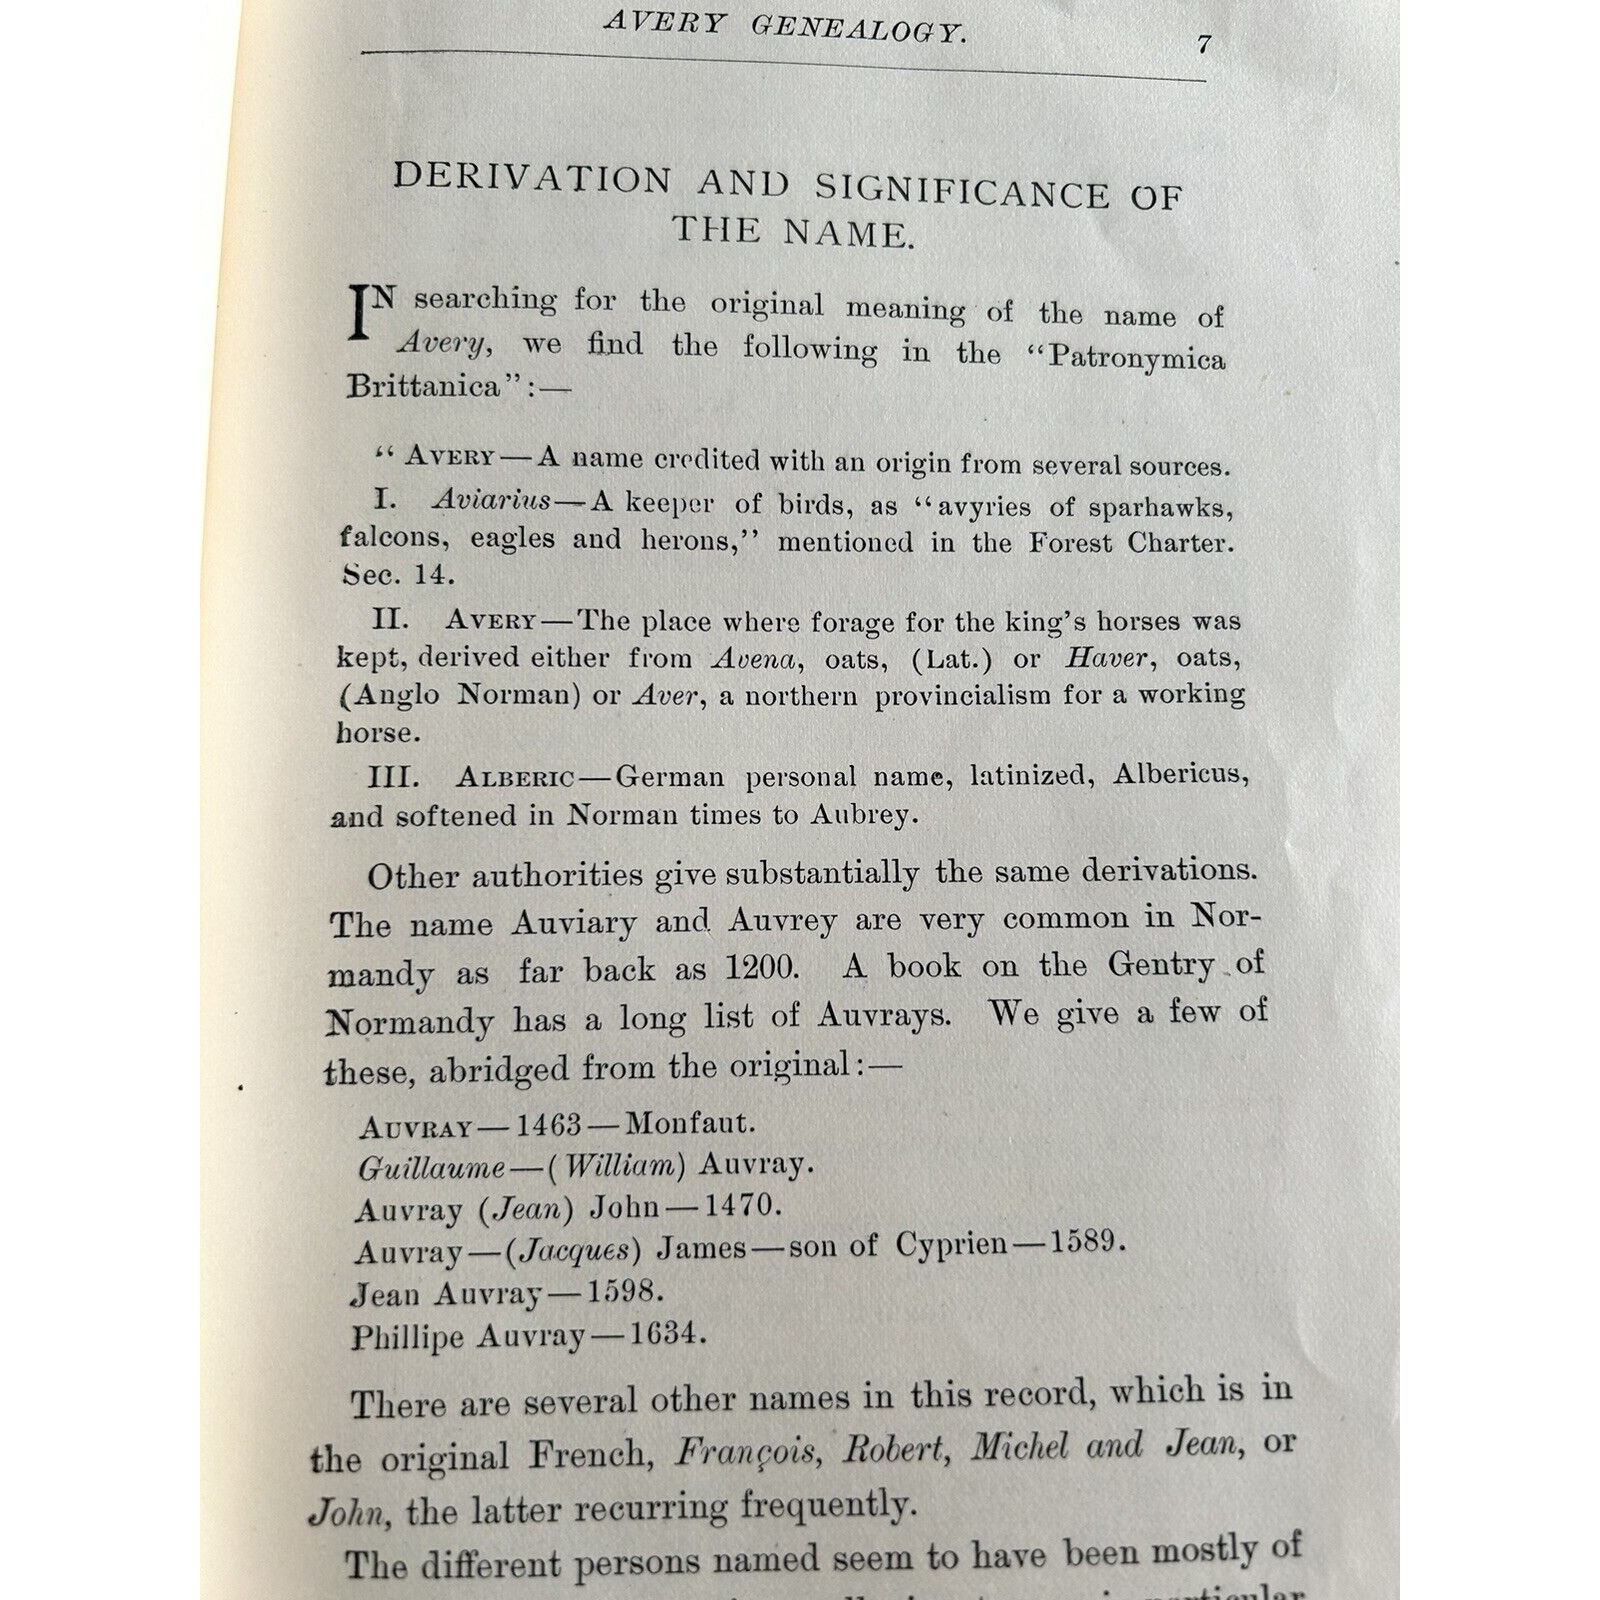 AVERY GENEALOGY. 7
DERIVATION AND SIGNIFICANCE OF
THE NAME.
IN searching for the original meaning of the name of
Avery, we find the following in the “Patronymica
Brittanica”:—
“ AVERY—A name credited with an origin from several sources.
I. Aviarius—A keeper of birds, as “avyries of sparhawks,
falcons, eagles and herons,” mentioned in the Forest Charter.
Sec. 14.
II. AVERY—The place where forage for the king’s horses was
kept, derived either from Avena, oats, (Lat.) or Haver, oats,
(Anglo Norman) or Aver, a northern provincialism for a working
horse.
III. ALBERIC—German personal name, latinized, Albericus,
and softened in Norman times to Aubrey.
Other authorities give substantially the same derivations.
The name Auviary and Auvrey are very common in Nor-
mandy as far back as 1200. A book on the Gentry of
Normandy has a long list of Auvrays. We give a few of
these, abridged from the original:—
AUVRAY—1463—Monfaut.
Guillaume—(William) Auvray.
Auvray (Jean) John—1470.
Auvray—(Jacques) James—son of Cyprien—1589.
Jean Auvray—1598.
Phillipe Auvray—1634.
There are several other names in this record, which is in
the original French, François, Robert, Michel and Jean, or
John, the latter recurring frequently.
The different persons named seem to have been mostly of
particular